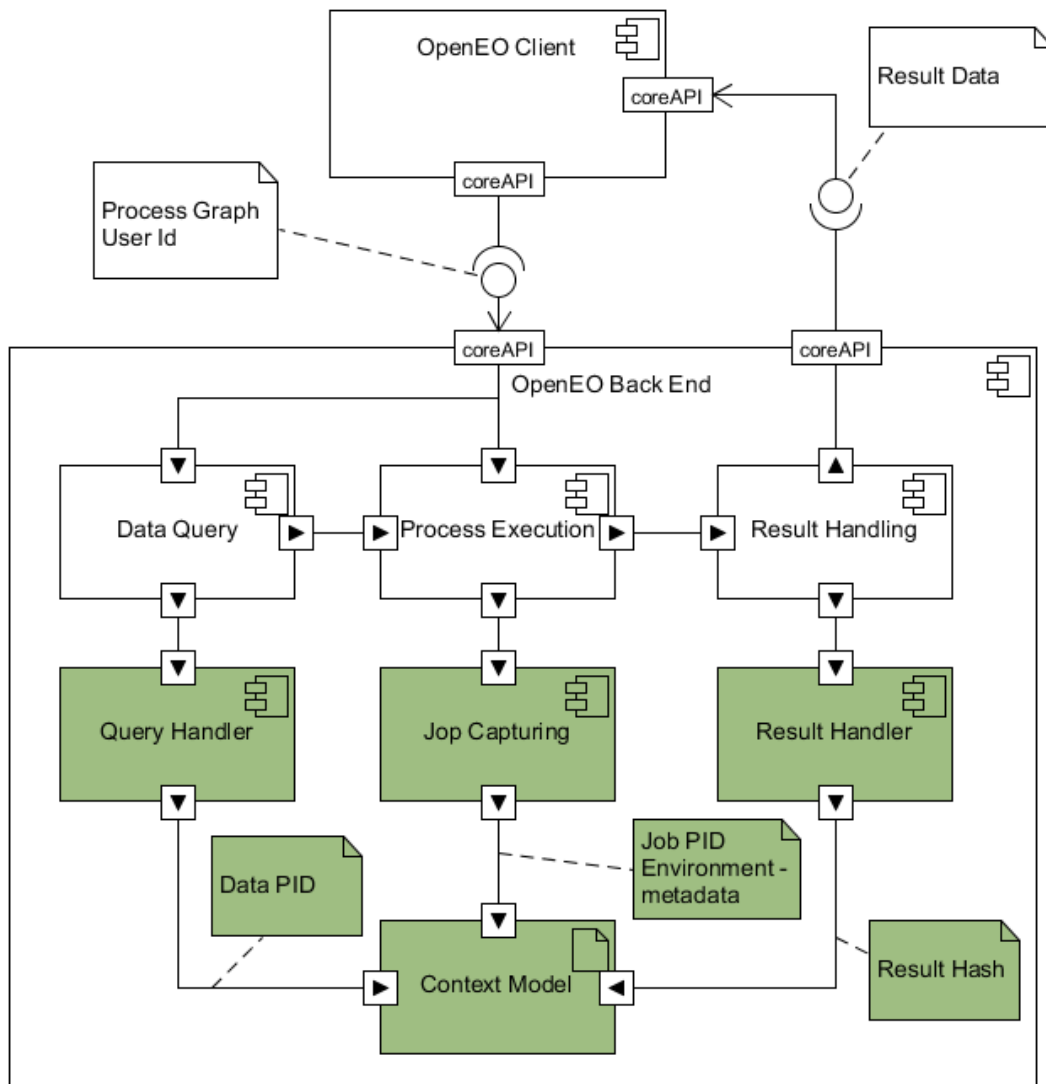 OpenEO Client
Result Data
coreAPI
coreAPI
Process Graph
User Id
coreAPI
coreAPI
OpenEO Back End
Data Query
Process Execution
Result Handling
Query Handler
Jop Capturing
Result Handler
Data PID
Job PID
Environment -
metadata
Context Model
Result Hash